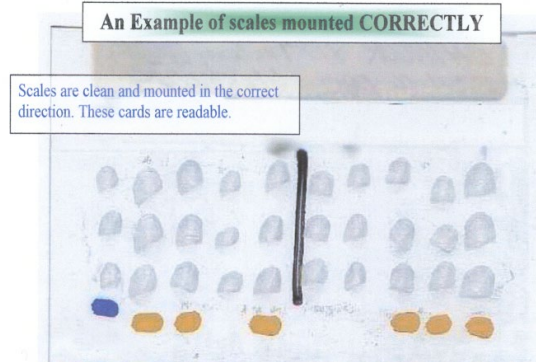 An Example of scales mounted CORRECTLY
Scales are clean and mounted in the correct
direction. These cards are readable.